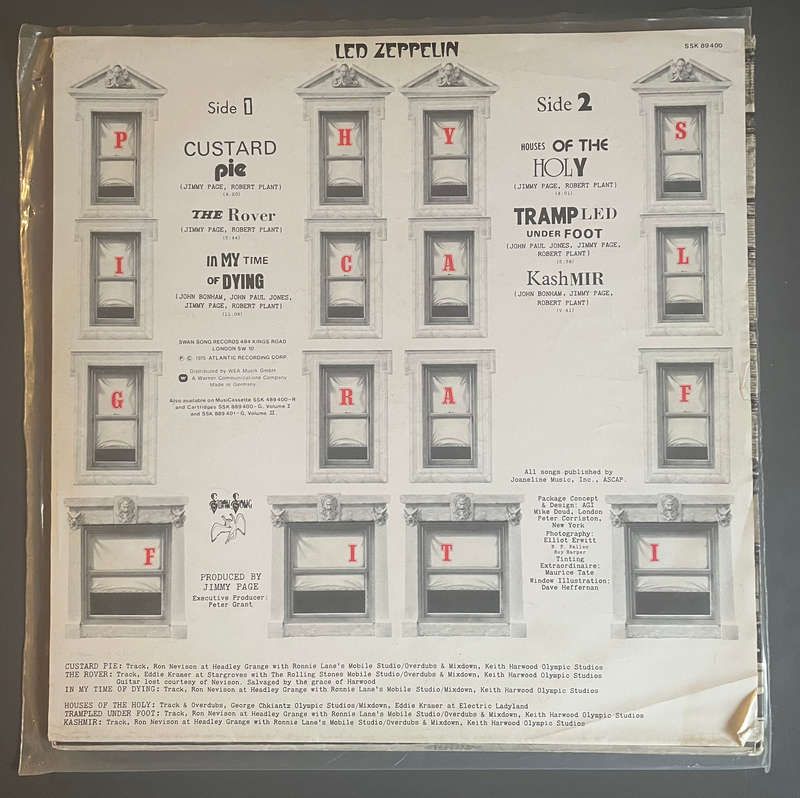 LED ZEPPELIN
SSK 89400
P
H
Y
S
I
C
A
L
G
R
A
F
F
I
T
I
Side 1
CUSTARD
pie
(JIMMY PAGE, ROBERT PLANT)
THE Rover
(JIMMY PAGE, ROBERT PLANT)
(5:44)
in MY TIME
OF DYING
(JOHN BONHAM, JOHN PAUL JONES,
JIMMY PAGE, ROBERT PLANT)
(11:08)
SWAN SONG RECORDS 484 KINGS ROAD
LONDON SW 10
℗ © 1975 ATLANTIC RECORDING CORP.
Distributed by WEA Musik GmbH
A Warner Communications Company
Made in Germany
Also available on MusiCassette SSK 489400-R
and Cartridges SSK 889400-G, Volume I
and SSK 889401-G, Volume II
Side 2
HOUSES OF THE
HOLY
(JIMMY PAGE, ROBERT PLANT)
(4:01)
TRAMPLED
UNDER FOOT
(JOHN PAUL JONES, JIMMY PAGE,
ROBERT PLANT)
KashMIR
(JOHN BONHAM, JIMMY PAGE,
ROBERT PLANT)
All songs published by
Joaneline Music, Inc., ASCAP.
Swan Song
PRODUCED BY
JIMMY PAGE
Executive Producer:
Peter Grant
Package Concept
& Design: AGI
Mike Doud, London
Peter Corriston,
New York
Photography:
Elliot Erwitt
B. P. Fallon
Roy Harper
Tinting
Extraordinaire:
Maurice Tate
Window Illustration:
Dave Heffernan
CUSTARD PIE: Track, Ron Nevison at Headley Grange with Ronnie Lane's Mobile Studio/Overdubs & Mixdown, Keith Harwood Olympic Studios
THE ROVER: Track, Eddie Kramer at Stargroves with The Rolling Stones Mobile Studio/Overdubs & Mixdown, Keith Harwood Olympic Studios
Guitar lost courtesy of Nevison. Salvaged by the grace of Harwood
IN MY TIME OF DYING: Track, Ron Nevison at Headley Grange with Ronnie Lane's Mobile Studio/Mixdown, Keith Harwood Olympic Studios
HOUSES OF THE HOLY: Track & Overdubs, George Chkiantz Olympic Studios/Mixdown, Eddie Kramer at Electric Ladyland
TRAMPLED UNDER FOOT: Track, Ron Nevison at Headley Grange with Ronnie Lane's Mobile Studio/Overdubs & Mixdown, Keith Harwood Olympic Studios
KASHMIR: Track, Ron Nevison at Headley Grange with Ronnie Lane's Mobile Studio/Overdubs & Mixdown, Keith Harwood Olympic Studios